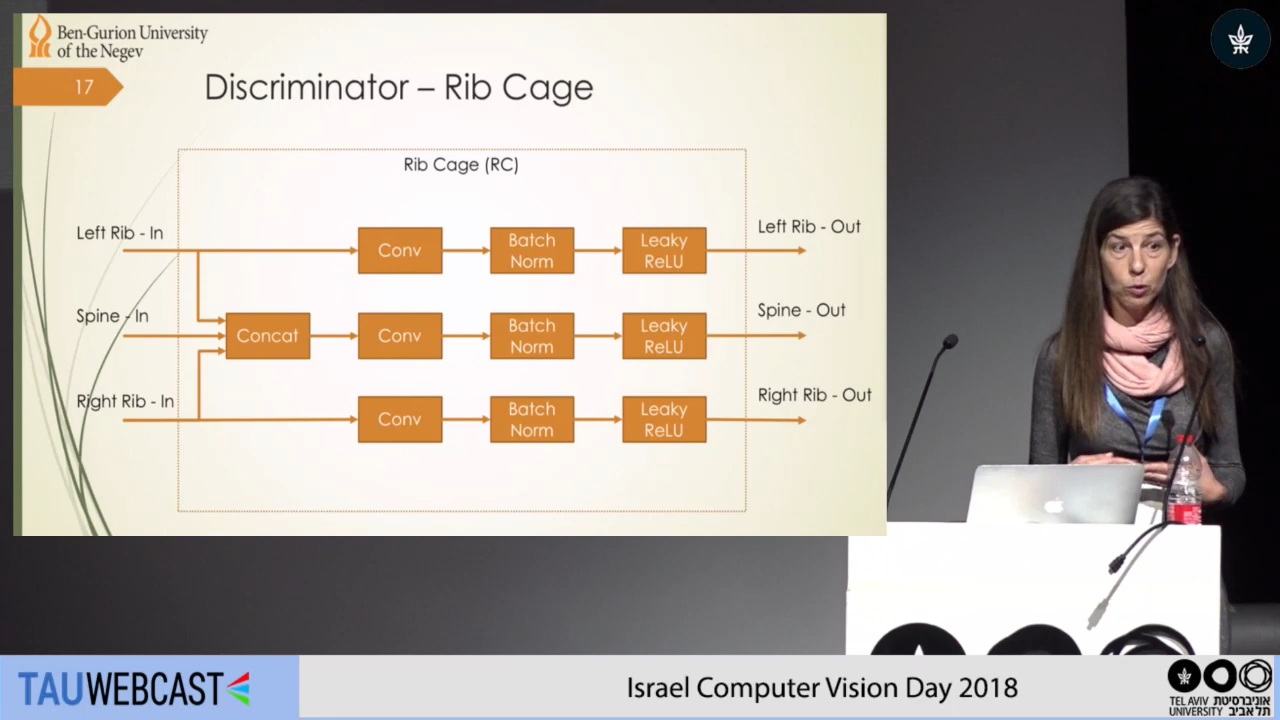 Ben-Gurion University
of the Negev
17
Discriminator – Rib Cage
Rib Cage (RC)
Left Rib - In
Conv
Batch
Norm
Leaky
ReLU
Left Rib - Out
Spine - In
Concat
Conv
Batch
Norm
Leaky
ReLU
Spine - Out
Right Rib - In
Conv
Batch
Norm
Leaky
ReLU
Right Rib - Out
TAUWEBCAST
Israel Computer Vision Day 2018
TEL AVIV אוניברסיטת
UNIVERSITY תל אביב